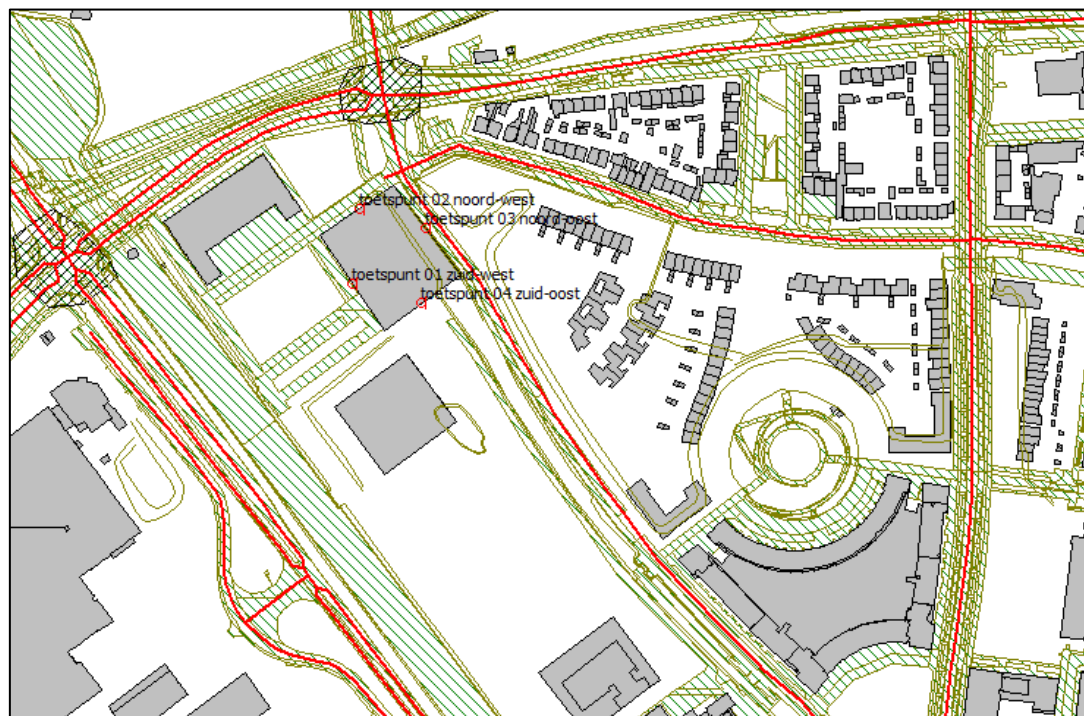 toetspunt 02 noord-west
toetspunt 03 noord-oost
toetspunt 01 zuid-west
toetspunt 04 zuid-oost